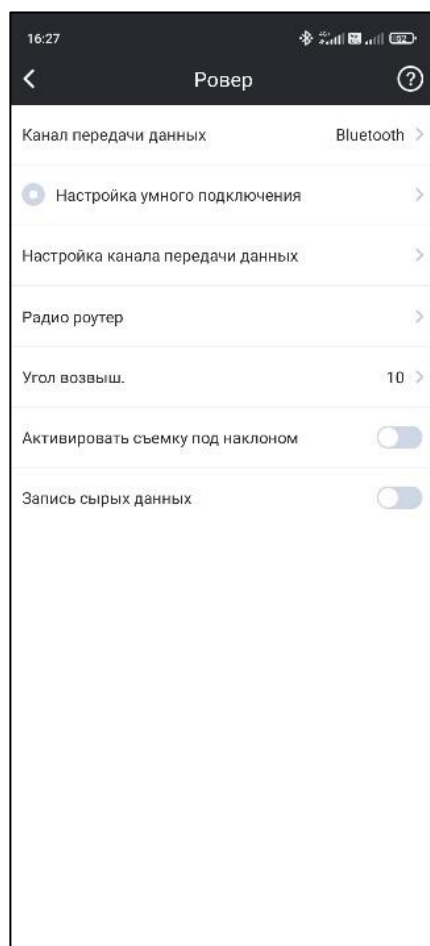 16:27
92
Ровер
?
Канал передачи данных Bluetooth
Настройка умного подключения
Настройка канала передачи данных
Радио роутер
Угол возвыш. 10
Активировать съемку под наклоном
Запись сырых данных